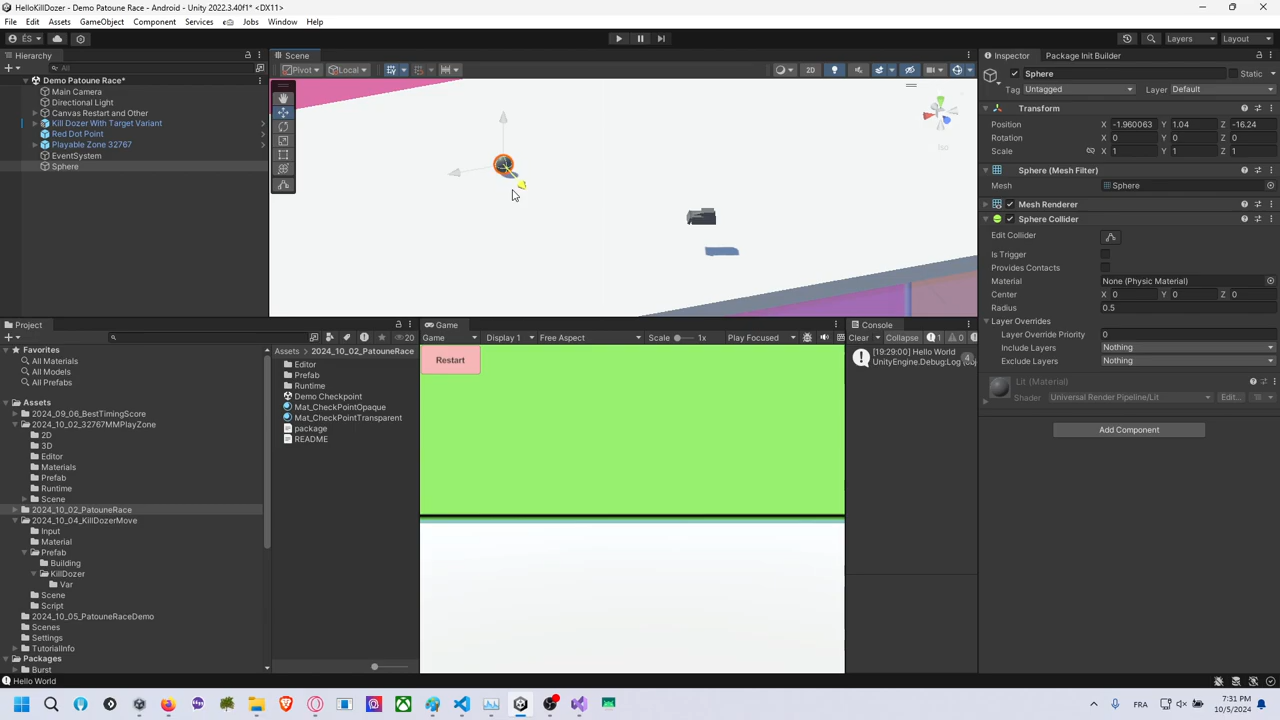 HelloKillDozer - Demo Patoune Race - Android - Unity 2022.3.40f1* <DX11>
File Edit Assets GameObject Component Services Jobs Window Help
ÉS Layers Layout
Hierarchy
All
Demo Patoune Race*
Main Camera
Directional Light
Canvas Restart and Other
Kill Dozer With Target Variant
Red Dot Point
Playable Zone 32767
EventSystem
Sphere
Scene
Pivot Local 2D
Iso
Inspector Package Init Builder
Sphere Static
Tag Untagged Layer Default
Transform
Position X -1.960063 Y 1.04 Z -16.24
Rotation X 0 Y 0 Z 0
Scale X 1 Y 1 Z 1
Sphere (Mesh Filter)
Mesh Sphere
Mesh Renderer
Sphere Collider
Edit Collider
Is Trigger
Provides Contacts
Material None (Physic Material)
Center X 0 Y 0 Z 0
Radius 0.5
Layer Overrides
Layer Override Priority 0
Include Layers Nothing
Exclude Layers Nothing
Lit (Material)
Shader Universal Render Pipeline/Lit Edit...
Add Component
Project
20
Favorites
All Materials
All Models
All Prefabs
Assets
2024_09_06_BestTimingScore
2024_10_02_32767MMPlayZone
2D
3D
Editor
Materials
Prefab
Runtime
Scene
2024_10_02_PatouneRace
2024_10_04_KillDozerMove
Input
Material
Prefab
Building
KillDozer
Var
Scene
Script
2024_10_05_PatouneRaceDemo
Scenes
Settings
TutorialInfo
Packages
Burst
Assets > 2024_10_02_PatouneRace
Editor
Prefab
Runtime
Demo Checkpoint
Mat_CheckPointOpaque
Mat_CheckPointTransparent
package
README
Game
Game Display 1 Free Aspect Scale 1x Play Focused
Restart
Console
Clear Collapse 1 0
[19:29:00] Hello World
UnityEngine.Debug:Log (obj
4
Hello World
FRA 7:31 PM
10/5/2024